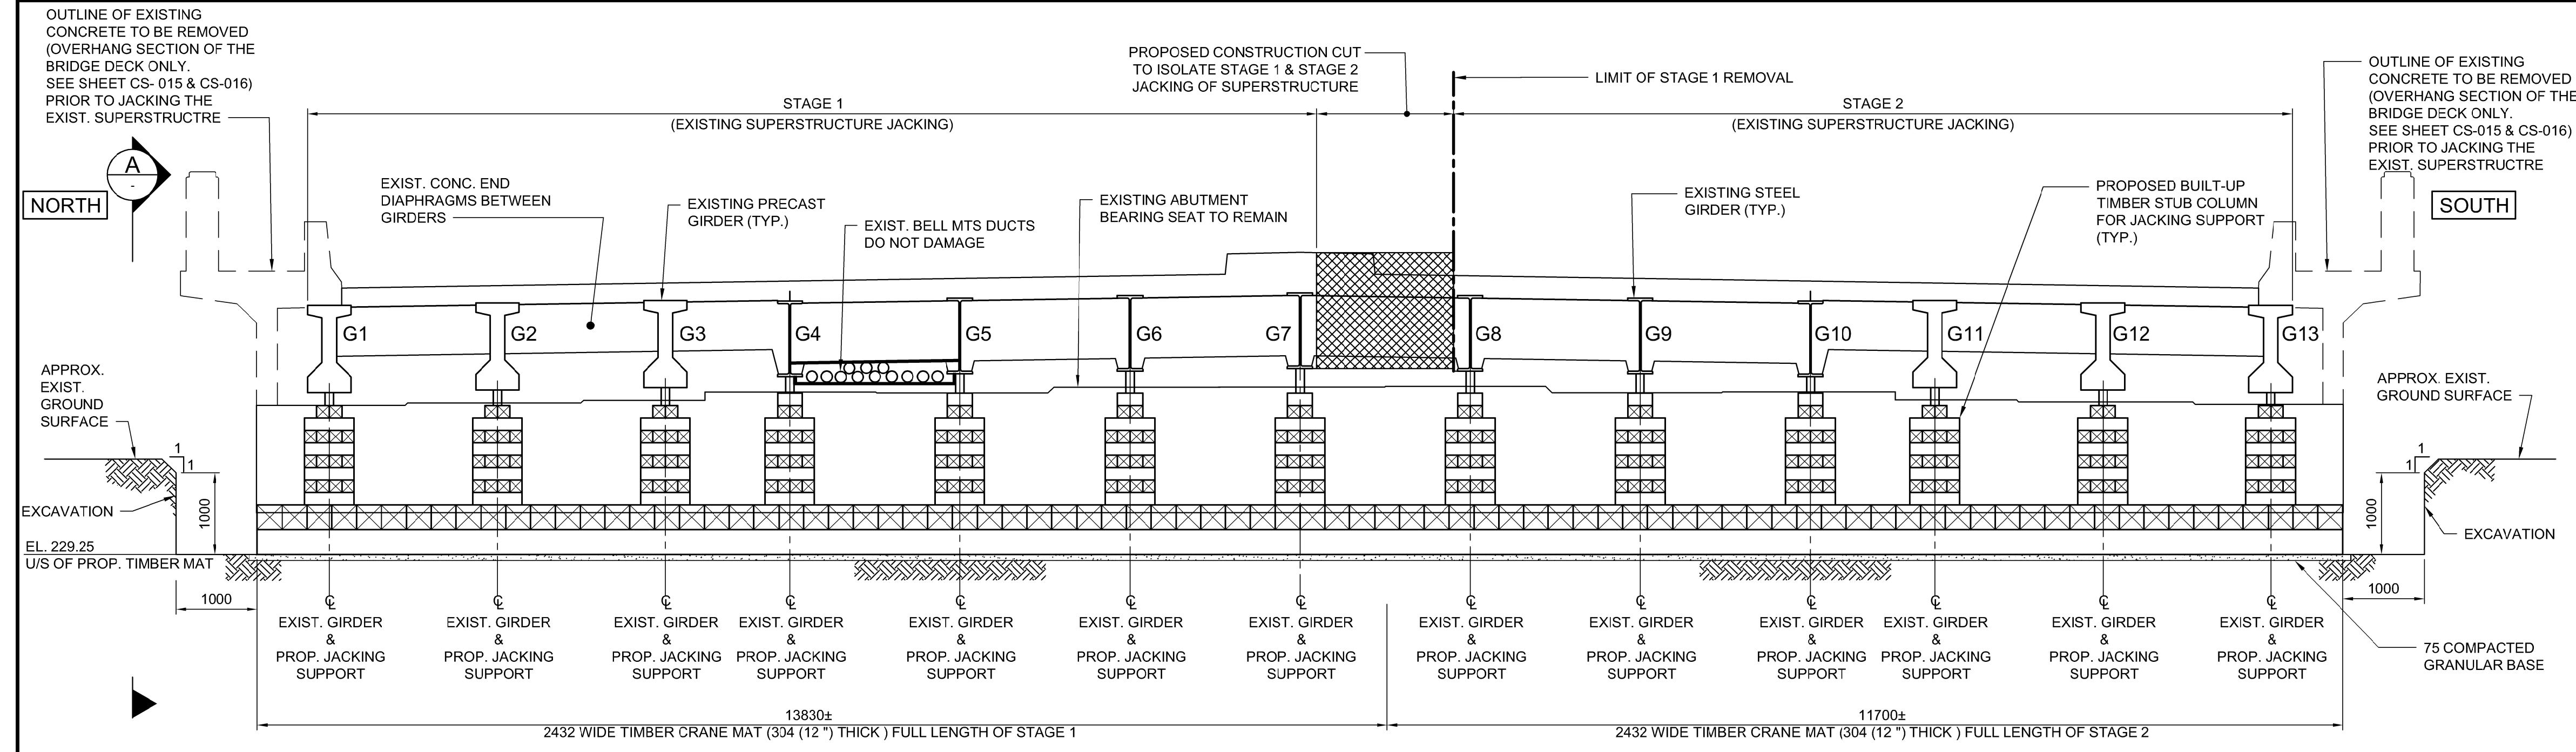 OUTLINE OF EXISTING
CONCRETE TO BE REMOVED
(OVERHANG SECTION OF THE
BRIDGE DECK ONLY.
SEE SHEET CS- 015 & CS-016)
PRIOR TO JACKING THE
EXIST. SUPERSTRUCTRE
PROPOSED CONSTRUCTION CUT
TO ISOLATE STAGE 1 & STAGE 2
JACKING OF SUPERSTRUCTURE
LIMIT OF STAGE 1 REMOVAL
OUTLINE OF EXISTING
CONCRETE TO BE REMOVED
(OVERHANG SECTION OF THE
BRIDGE DECK ONLY.
SEE SHEET CS-015 & CS-016)
PRIOR TO JACKING THE
EXIST. SUPERSTRUCTRE
STAGE 1
(EXISTING SUPERSTRUCTURE JACKING)
STAGE 2
(EXISTING SUPERSTRUCTURE JACKING)
A
-
NORTH
SOUTH
EXIST. CONC. END
DIAPHRAGMS BETWEEN
GIRDERS
EXISTING PRECAST
GIRDER (TYP.)
EXIST. BELL MTS DUCTS
DO NOT DAMAGE
EXISTING ABUTMENT
BEARING SEAT TO REMAIN
EXISTING STEEL
GIRDER (TYP.)
PROPOSED BUILT-UP
TIMBER STUB COLUMN
FOR JACKING SUPPORT
(TYP.)
G1
G2
G3
G4
G5
G6
G7
G8
G9
G10
G11
G12
G13
APPROX.
EXIST.
GROUND
SURFACE
APPROX. EXIST.
GROUND SURFACE
1
1
1
1
EXCAVATION
1000
1000
EXCAVATION
EL. 229.25
U/S OF PROP. TIMBER MAT
1000
1000
℄
EXIST. GIRDER
&
PROP. JACKING
SUPPORT
℄
EXIST. GIRDER
&
PROP. JACKING
SUPPORT
℄
EXIST. GIRDER
&
PROP. JACKING
SUPPORT
℄
EXIST. GIRDER
&
PROP. JACKING
SUPPORT
℄
EXIST. GIRDER
&
PROP. JACKING
SUPPORT
℄
EXIST. GIRDER
&
PROP. JACKING
SUPPORT
℄
EXIST. GIRDER
&
PROP. JACKING
SUPPORT
℄
EXIST. GIRDER
&
PROP. JACKING
SUPPORT
℄
EXIST. GIRDER
&
PROP. JACKING
SUPPORT
℄
EXIST. GIRDER
&
PROP. JACKING
SUPPORT
℄
EXIST. GIRDER
&
PROP. JACKING
SUPPORT
℄
EXIST. GIRDER
&
PROP. JACKING
SUPPORT
℄
EXIST. GIRDER
&
PROP. JACKING
SUPPORT
75 COMPACTED
GRANULAR BASE
13830±
2432 WIDE TIMBER CRANE MAT (304 (12 ") THICK ) FULL LENGTH OF STAGE 1
11700±
2432 WIDE TIMBER CRANE MAT (304 (12 ") THICK ) FULL LENGTH OF STAGE 2